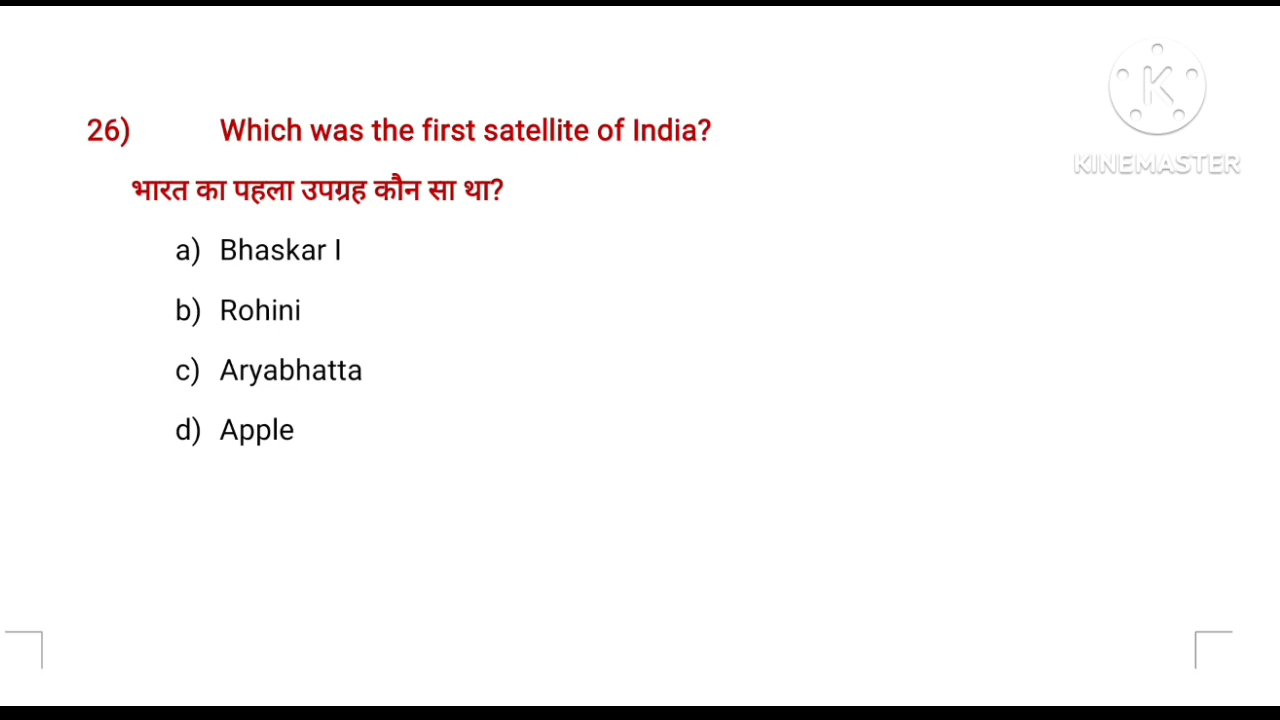 26) Which was the first satellite of India?
भारत का पहला उपग्रह कौन सा था?
a) Bhaskar I
b) Rohini
c) Aryabhatta
d) Apple
K
KINEMASTER